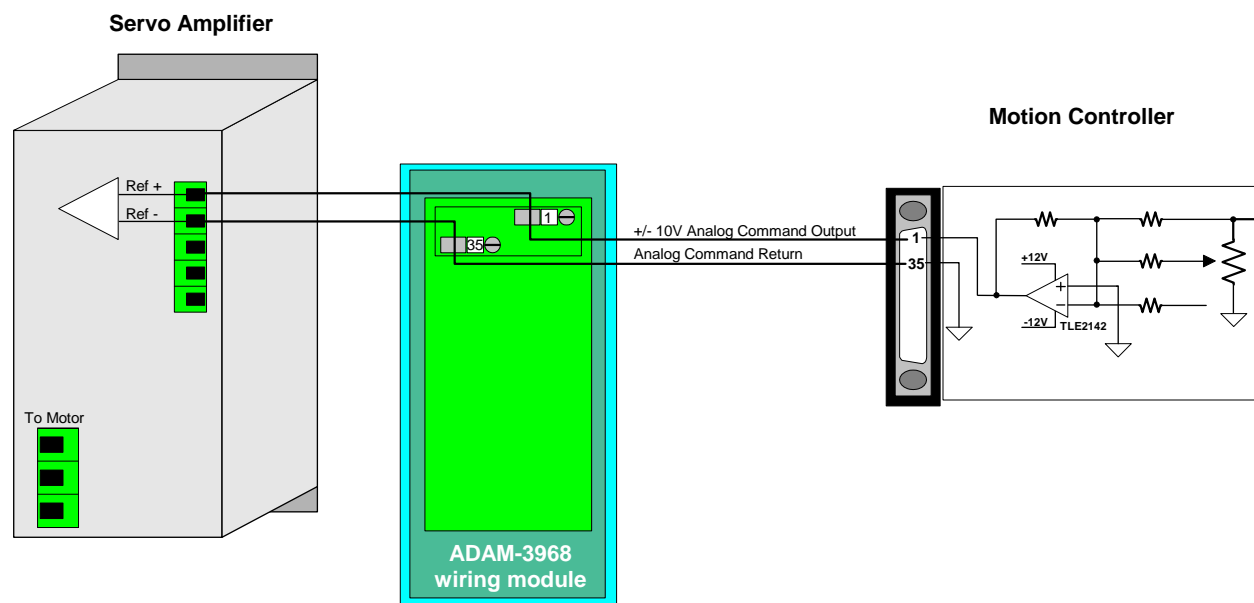 Servo Amplifier
Motion Controller
Ref +
Ref -
1
35
+/- 10V Analog Command Output
Analog Command Return
1
35
+12V
-12V
TLE2142
To Motor
ADAM-3968
wiring module